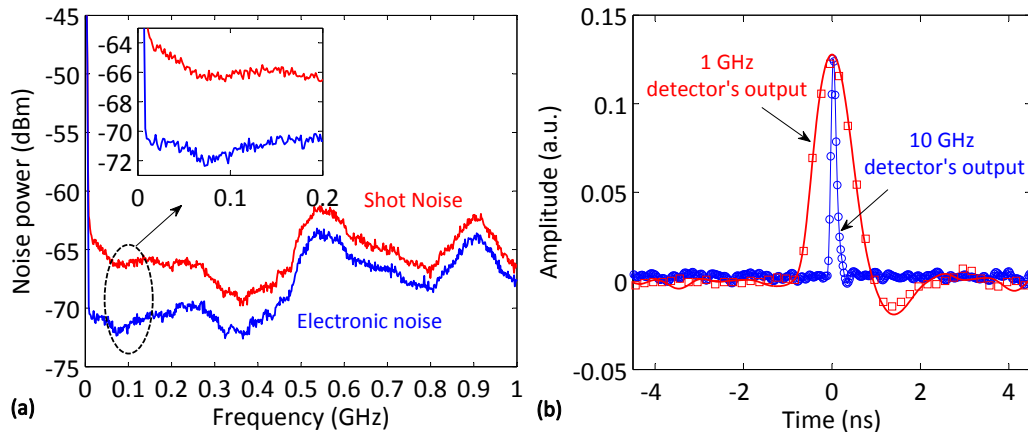 -45
-50
-55
-60
-65
-70
-75
Noise power (dBm)
-64
-66
-68
-70
-72
0
0.1
0.2
Shot Noise
Electronic noise
0 0.1 0.2 0.3 0.4 0.5 0.6 0.7 0.8 0.9 1
Frequency (GHz)
(a)
0.15
0.10
0.05
0
-0.05
Amplitude (a.u.)
1 GHz
detector's output
10 GHz
detector's output
-4 -2 0 2 4
Time (ns)
(b)